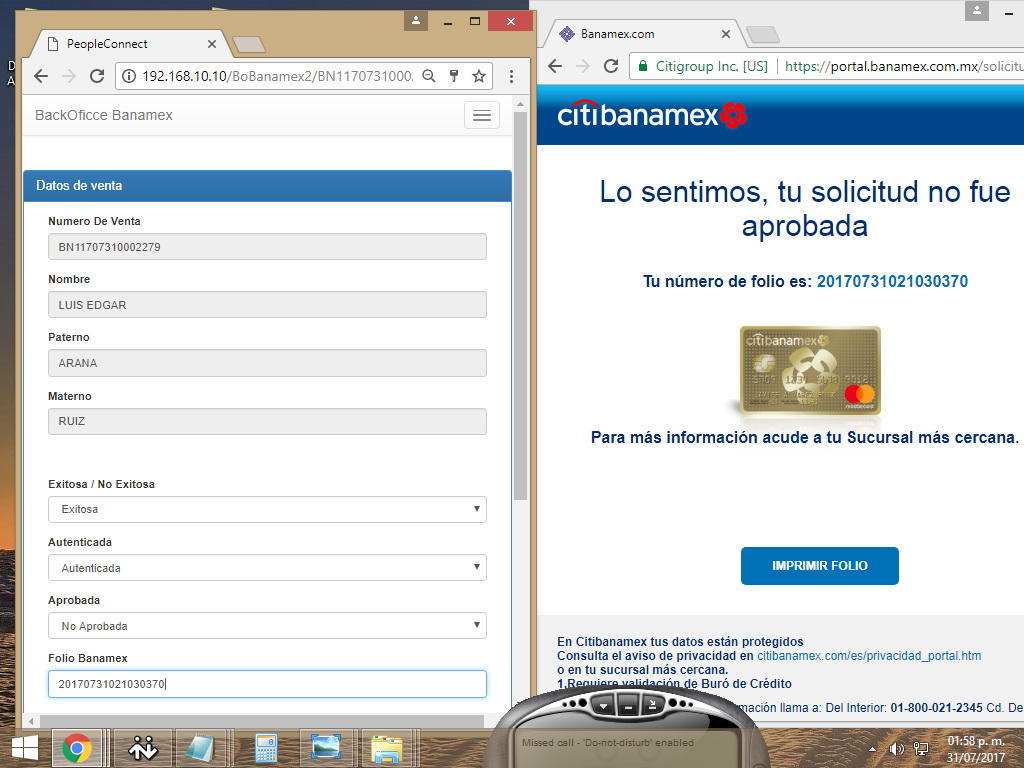 PeopleConnect
192.168.10.10/BoBanamex2/BN1170731000
BackOficce Banamex
Datos de venta
Numero De Venta
BN11707310002279
Nombre
LUIS EDGAR
Paterno
ARANA
Materno
RUIZ
Exitosa / No Exitosa
Exitosa
Autenticada
Autenticada
Aprobada
No Aprobada
Folio Banamex
20170731021030370
Banamex.com
Citigroup Inc. [US]
https://portal.banamex.com.mx/solicitu
citibanamex
Lo sentimos, tu solicitud no fue
aprobada
Tu número de folio es: 20170731021030370
citibanamex
mastercard
Para más información acude a tu Sucursal más cercana.
IMPRIMIR FOLIO
En Citibanamex tus datos están protegidos
Consulta el aviso de privacidad en citibanamex.com/es/privacidad_portal.htm
o en tu sucursal más cercana.
1.Requiere validación de Buró de Crédito
rmación llama a: Del Interior: 01-800-021-2345 Cd. De
Missed call - 'Do-not-disturb' enabled
01:58 p. m.
31/07/2017
D
A